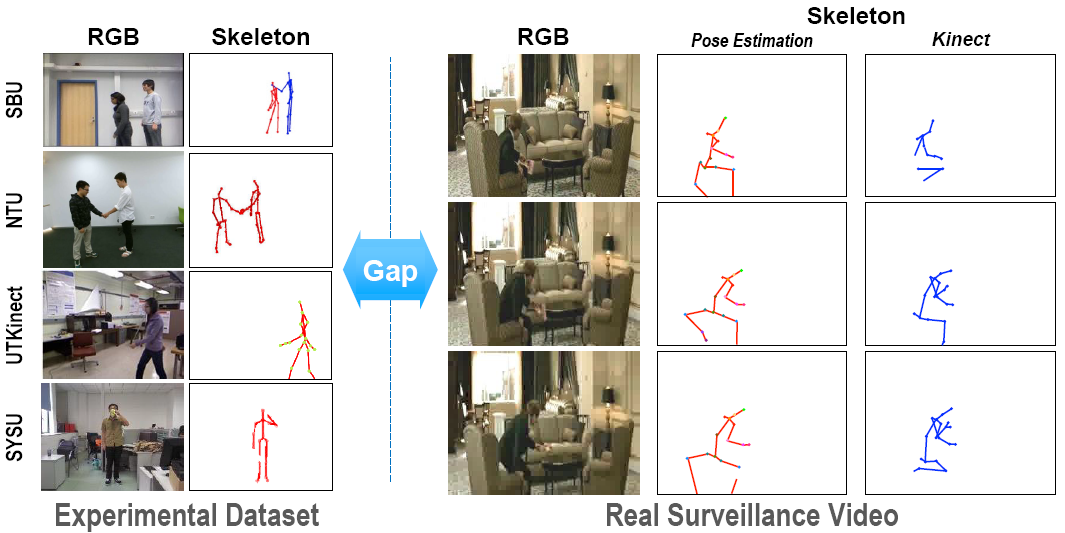 Skeleton
RGB Skeleton RGB Pose Estimation Kinect
SBU
NTU
UTKinect
SYSU
Gap
Experimental Dataset
Real Surveillance Video